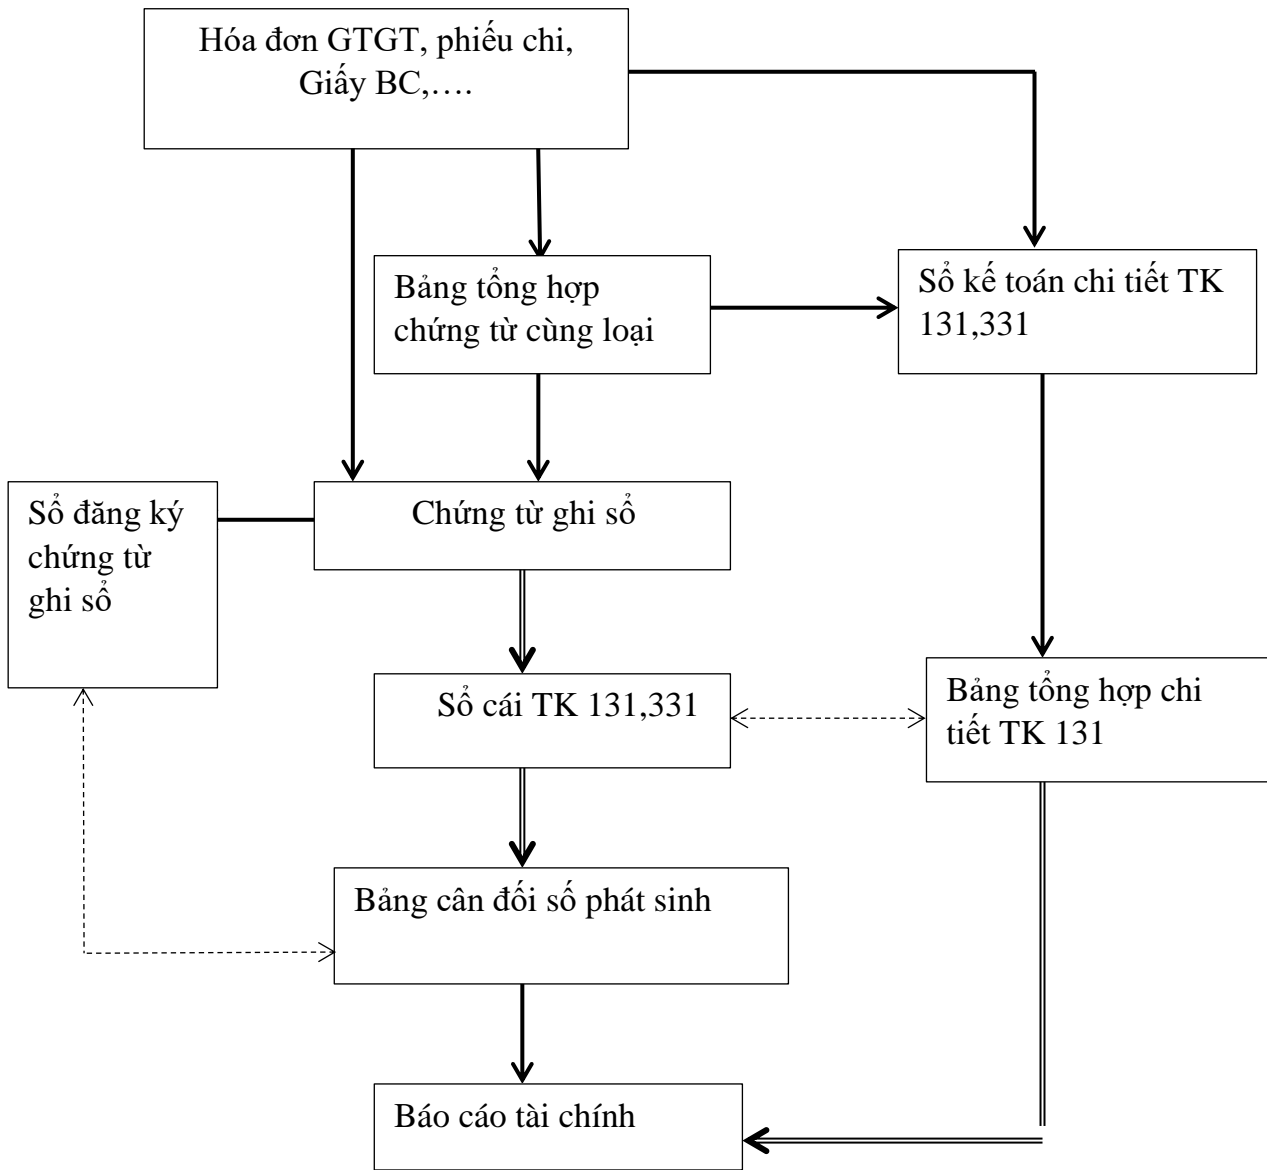 Hóa đơn GTGT, phiếu chi,
Giấy BC,….
Bảng tổng hợp
chứng từ cùng loại
Sổ kế toán chi tiết TK
131,331
Sổ đăng ký
chứng từ
ghi sổ
Chứng từ ghi sổ
Sổ cái TK 131,331
Bảng tổng hợp chi
tiết TK 131
Bảng cân đối số phát sinh
Báo cáo tài chính